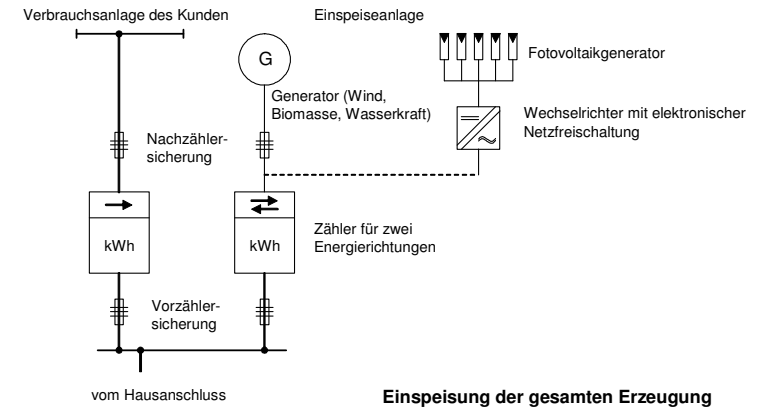 Verbrauchsanlage des Kunden
Einspeiseanlage
G
Fotovoltaikgenerator
Generator (Wind,
Biomasse, Wasserkraft)
Wechselrichter mit elektronischer
Netzfreischaltung
Nachzähler-
sicherung
kWh
kWh
Zähler für zwei
Energierichtungen
Vorzähler-
sicherung
vom Hausanschluss
Einspeisung der gesamten Erzeugung